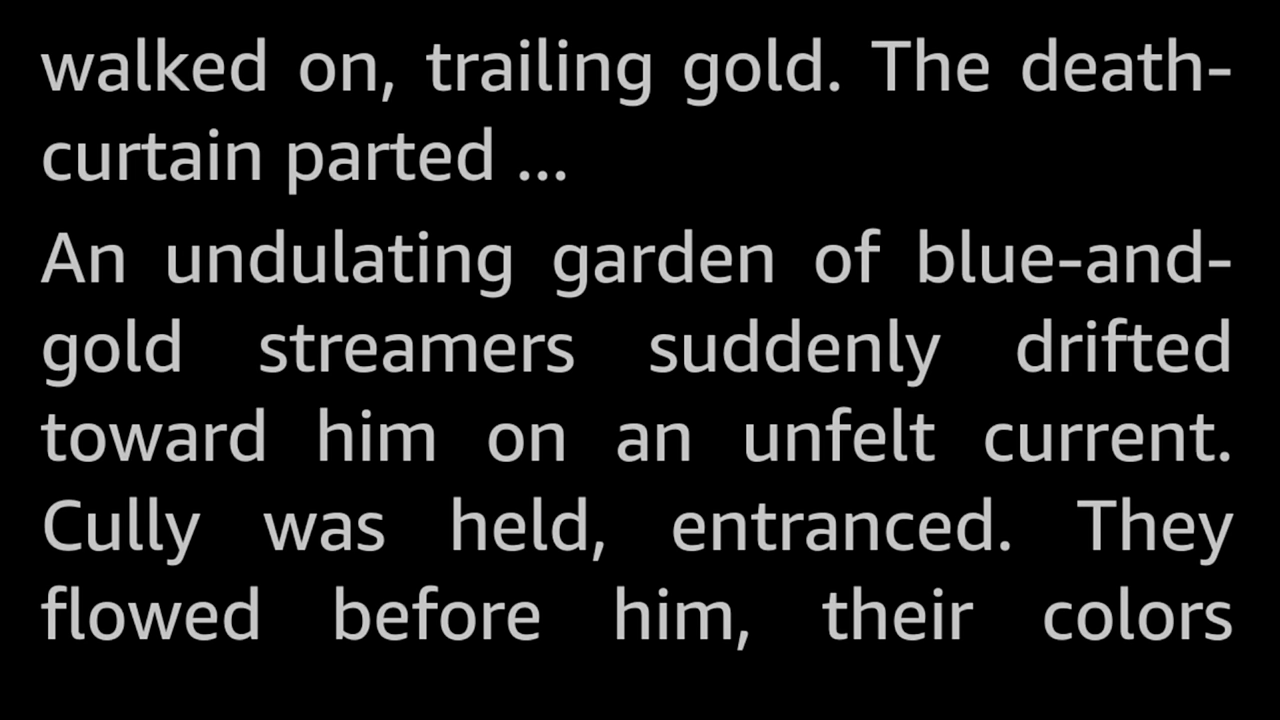 walked on, trailing gold. The death-
curtain parted ...
An undulating garden of blue-and-
gold streamers suddenly drifted
toward him on an unfelt current.
Cully was held, entranced. They
flowed before him, their colors